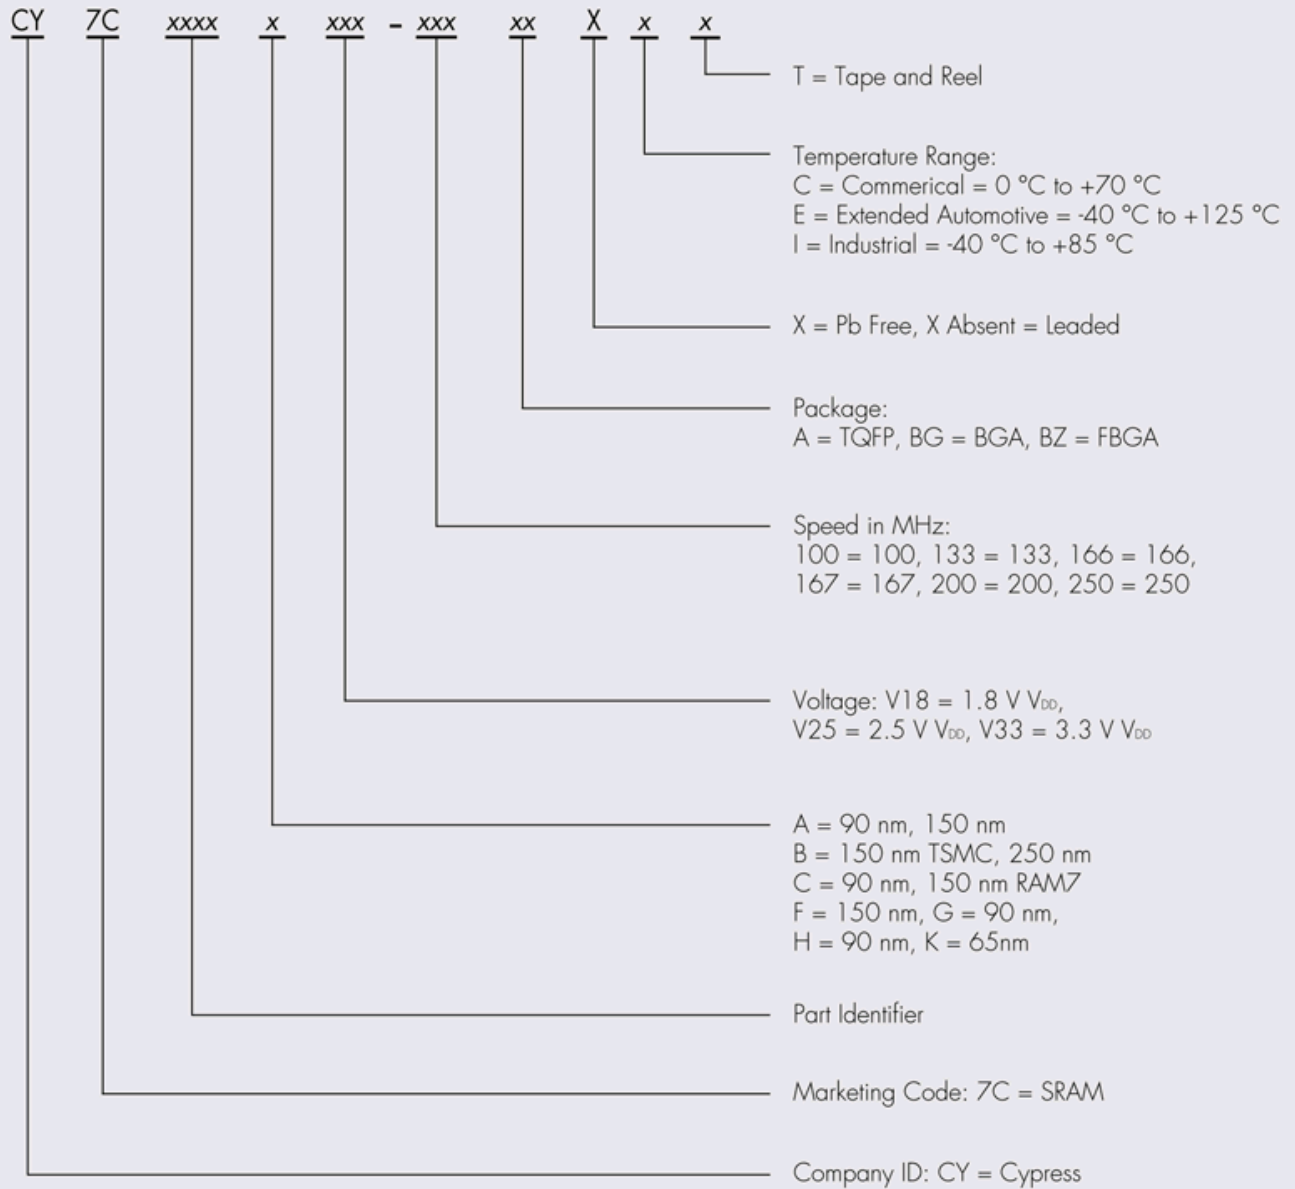 CY 7C xxxx x xxx - xxx xx X x x
T = Tape and Reel
Temperature Range:
C = Commerical = 0 °C to +70 °C
E = Extended Automotive = -40 °C to +125 °C
I = Industrial = -40 °C to +85 °C
X = Pb Free, X Absent = Leaded
Package:
A = TQFP, BG = BGA, BZ = FBGA
Speed in MHz:
100 = 100, 133 = 133, 166 = 166,
167 = 167, 200 = 200, 250 = 250
Voltage: V18 = 1.8 V VDD,
V25 = 2.5 V VDD, V33 = 3.3 V VDD
A = 90 nm, 150 nm
B = 150 nm TSMC, 250 nm
C = 90 nm, 150 nm RAM7
F = 150 nm, G = 90 nm,
H = 90 nm, K = 65nm
Part Identifier
Marketing Code: 7C = SRAM
Company ID: CY = Cypress